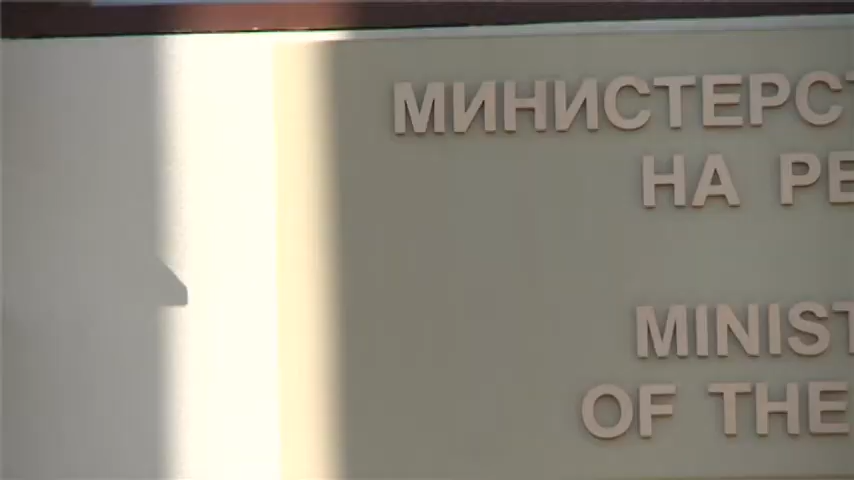 МИНИСТЕРСТ
НА РЕ
MINIST
OF THE